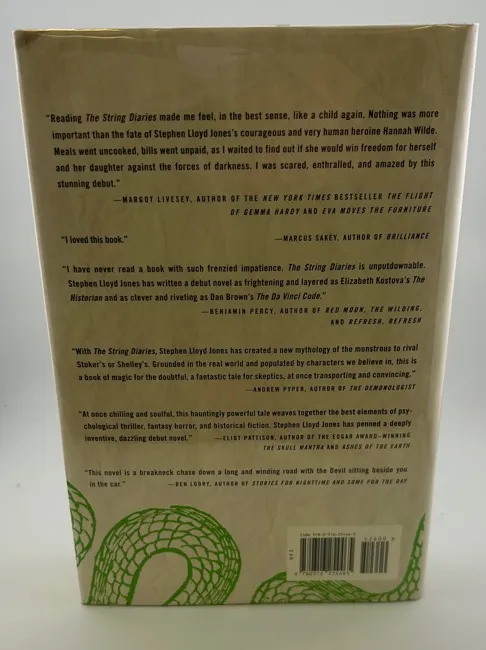 “Reading The String Diaries made me feel, in the best sense, like a child again. Nothing was more
important than the fate of Stephen Lloyd Jones’s courageous and very human heroine Hannah Wilde.
Meals went uncooked, bills went unpaid, as I waited to find out if she would win freedom for herself
and her daughter against the forces of darkness. I was scared, enthralled, and amazed by this
stunning debut.”
—MARGOT LIVESEY, AUTHOR OF THE NEW YORK TIMES BESTSELLER THE FLIGHT
OF GEMMA HARDY AND EVA MOVES THE FURNITURE
“I loved this book.” —MARCUS SAKEY, AUTHOR OF BRILLIANCE
“I have never read a book with such frenzied impatience. The String Diaries is unputdownable.
Stephen Lloyd Jones has written a debut novel as frightening and layered as Elizabeth Kostova’s The
Historian and as clever and riveting as Dan Brown’s The Da Vinci Code.”
—BENJAMIN PERCY, AUTHOR OF RED MOON, THE WILDING,
AND REFRESH, REFRESH
“With The String Diaries, Stephen Lloyd Jones has created a new mythology of the monstrous to rival
Stoker’s or Shelley’s. Grounded in the real world and populated by characters we believe in, this is
a book of magic for the doubtful, a fantastic tale for skeptics, at once transporting and convincing.”
—ANDREW PYPER, AUTHOR OF THE DEMONOLOGIST
“At once chilling and soulful, this hauntingly powerful tale weaves together the best elements of psy-
chological thriller, fantasy horror, and historical fiction. Stephen Lloyd Jones has penned a deeply
inventive, dazzling debut novel.” —ELIOT PATTISON, AUTHOR OF THE EDGAR AWARD–WINNING
THE SKULL MANTRA AND ASHES OF THE EARTH
“This novel is a breakneck chase down a long and winding road with the Devil sitting beside you
in the car.” —BEN LOORY, AUTHOR OF STORIES FOR NIGHTTIME AND SOME FOR THE DAY